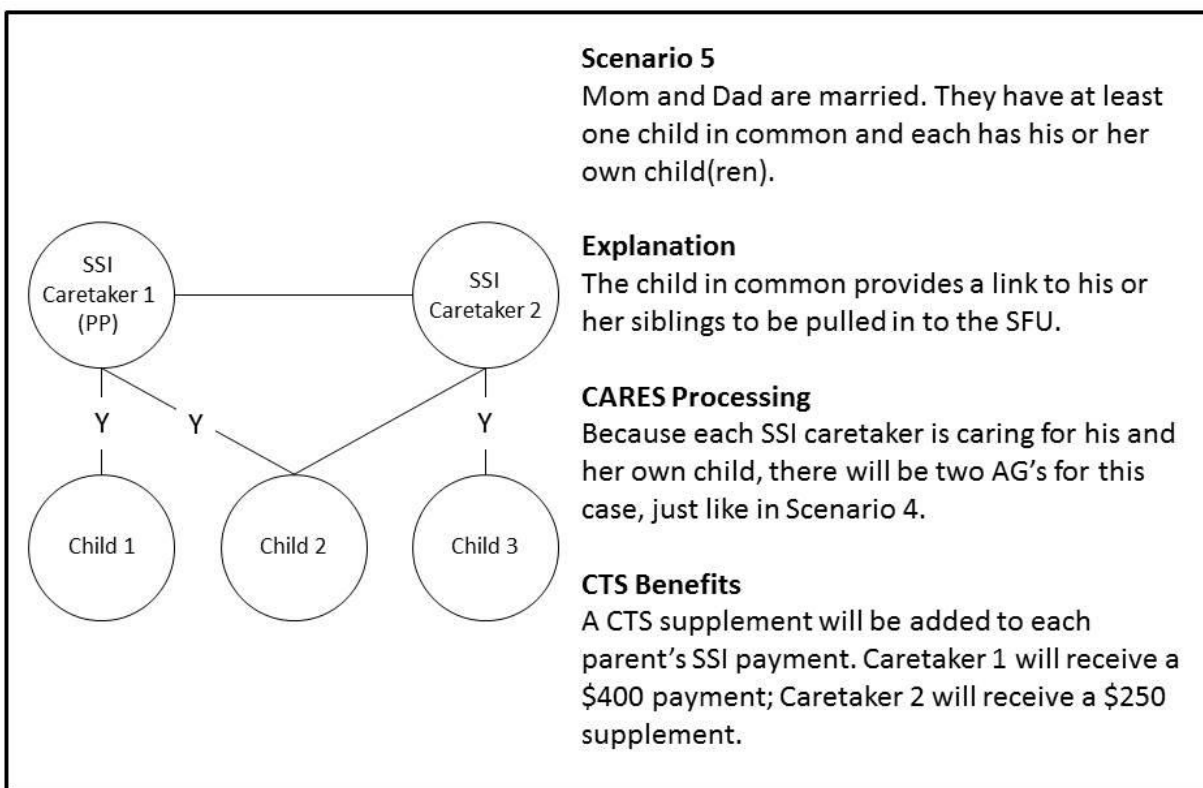 SSI
Caretaker 1
(PP)
SSI
Caretaker 2
Y
Y
Y
Child 1
Child 2
Child 3
Scenario 5
Mom and Dad are married. They have at least
one child in common and each has his or her
own child(ren).
Explanation
The child in common provides a link to his or
her siblings to be pulled in to the SFU.
CARES Processing
Because each SSI caretaker is caring for his and
her own child, there will be two AG's for this
case, just like in Scenario 4.
CTS Benefits
A CTS supplement will be added to each
parent's SSI payment. Caretaker 1 will receive a
$400 payment; Caretaker 2 will receive a $250
supplement.